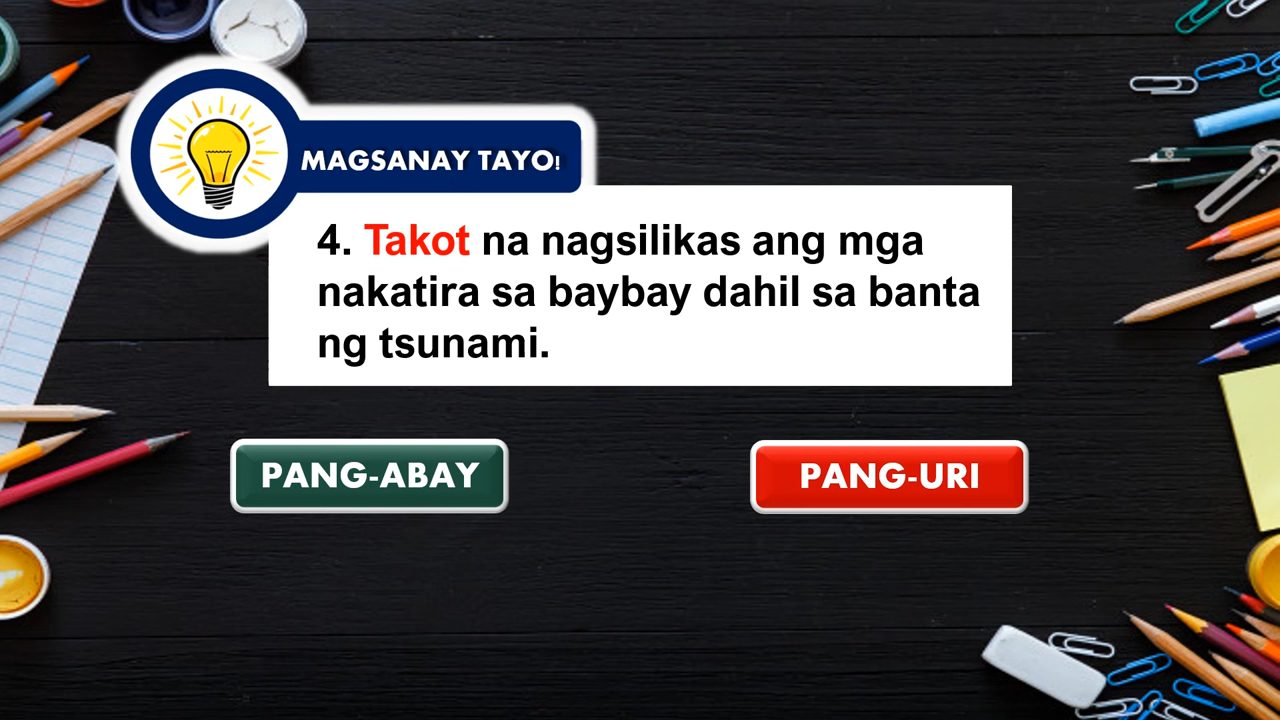 MAGSANAY TAYO!
4. Takot na nagsilikas ang mga
nakatira sa baybay dahil sa banta
ng tsunami.
PANG-ABAY
PANG-URI